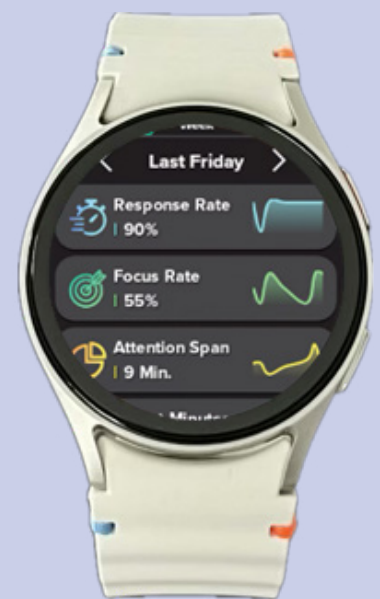 Last Friday
Response Rate
90%
Focus Rate
55%
Attention Span
9 Min.